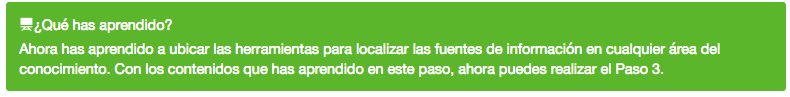 ¿Qué has aprendido?
Ahora has aprendido a ubicar las herramientas para localizar las fuentes de información en cualquier área del
conocimiento. Con los contenidos que has aprendido en este paso, ahora puedes realizar el Paso 3.